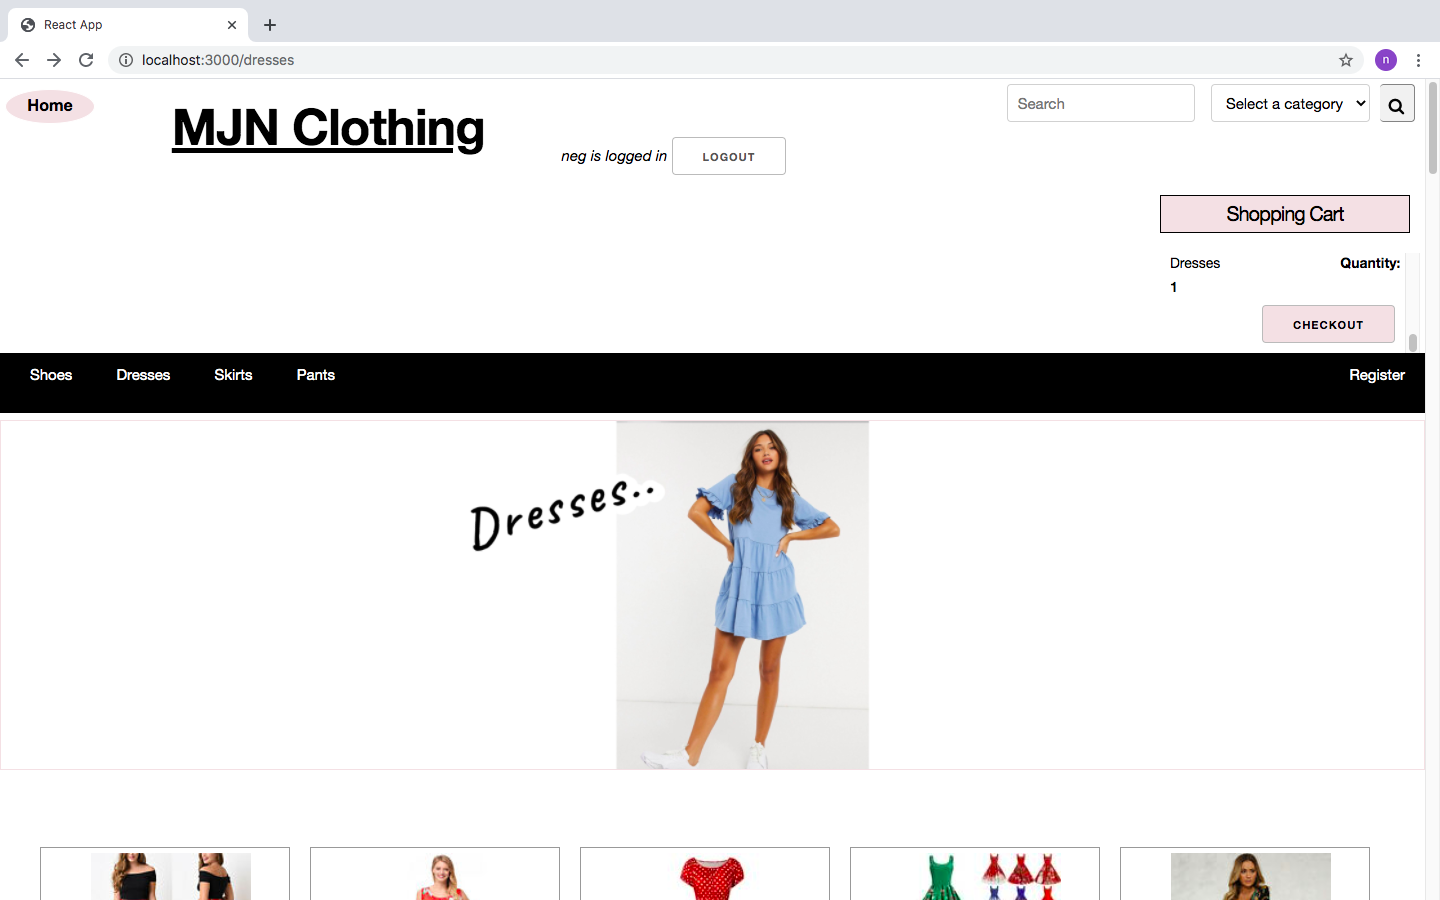 React App
localhost:3000/dresses
n
Home
MJN Clothing
neg is logged in
LOGOUT
Search
Select a category
Shopping Cart
Dresses
Quantity:
1
CHECKOUT
Shoes
Dresses
Skirts
Pants
Register
Dresses..